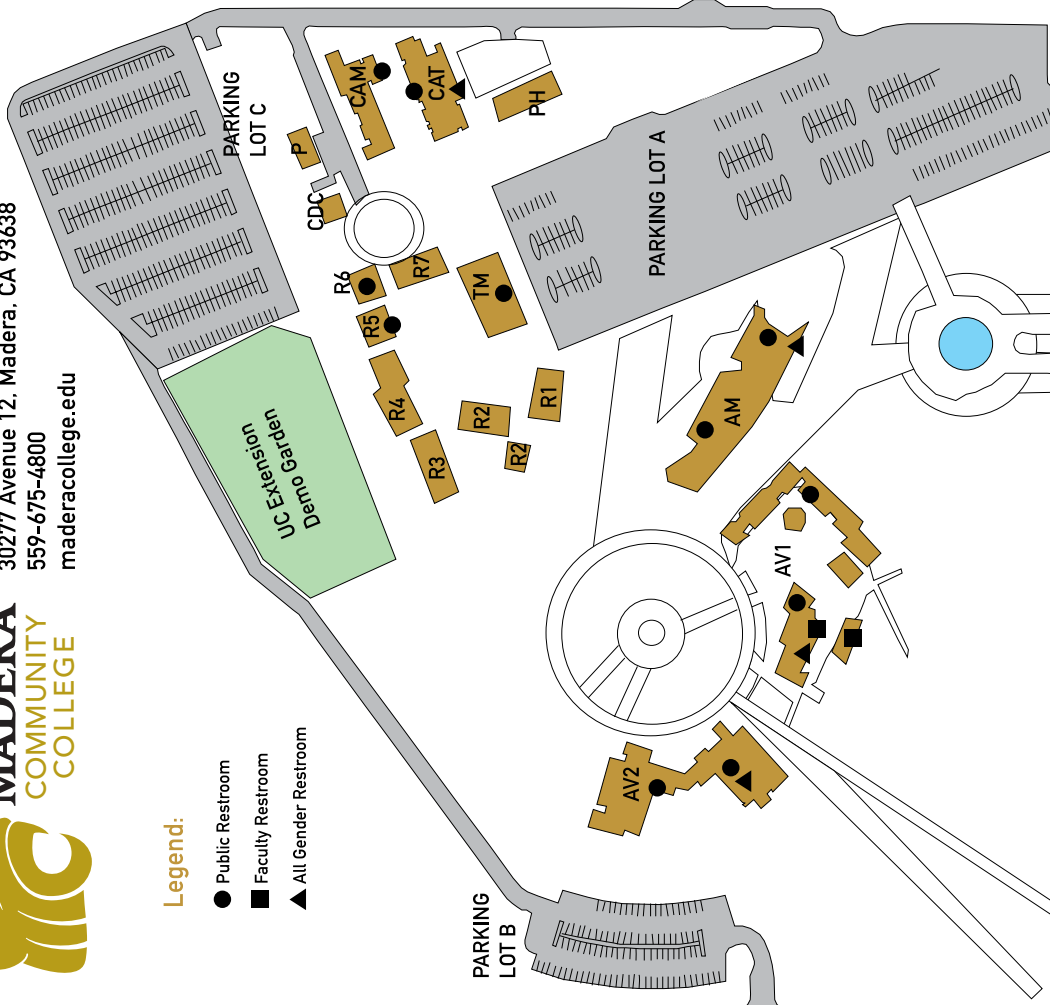 MADERA
COMMUNITY
COLLEGE
30277 Avenue 12, Madera, CA 93638
559-675-4800
maderacollege.edu
Legend:
Public Restroom
Faculty Restroom
All Gender Restroom
UC Extension
Demo Garden
PARKING
LOT C
PARKING LOT A
PARKING
LOT B
CAM
CAT
PH
P
CDC
R6
R7
R5
TM
R4
R3
R2
R2
R1
AM
AV1
AV2